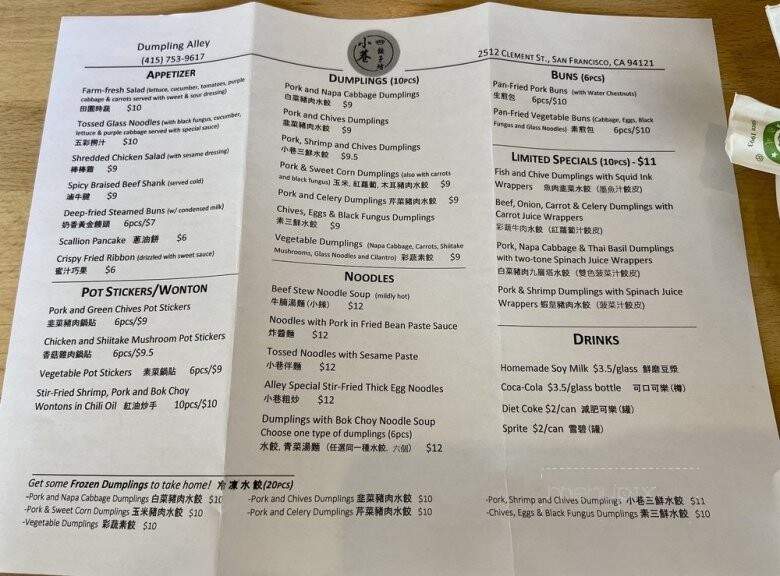 Dumpling Alley
(415) 753-9617
小巷
四餃子坊
2512 CLEMENT ST., SAN FRANCISCO, CA 94121
APPETIZER
Farm-fresh Salad (lettuce, cucumber, tomatoes, purple
cabbage & carrots served with sweet & sour dressing)
田園時蔬 $10
Tossed Glass Noodles (with black fungus, cucumber,
lettuce & purple cabbage served with special sauce)
五彩撈汁 $10
Shredded Chicken Salad (with sesame dressing)
棒棒雞 $9
Spicy Braised Beef Shank (served cold)
滷牛腱 $9
Deep-fried Steamed Buns (w/ condensed milk)
奶香黃金饅頭 6pcs/$7
Scallion Pancake 蔥油餅 $6
Crispy Fried Ribbon (drizzled with sweet sauce)
蜜汁巧果 $6
POT STICKERS/WONTON
Pork and Green Chives Pot Stickers
韭菜豬肉鍋貼 6pcs/$9
Chicken and Shiitake Mushroom Pot Stickers
香菇雞肉鍋貼 6pcs/$9.5
Vegetable Pot Stickers 素菜鍋貼 6pcs/$9
Stir-Fried Shrimp, Pork and Bok Choy
Wontons in Chili Oil 紅油炒手 10pcs/$10
DUMPLINGS (10PCS)
Pork and Napa Cabbage Dumplings
白菜豬肉水餃 $9
Pork and Chives Dumplings
韭菜豬肉水餃 $9
Pork, Shrimp and Chives Dumplings
小巷三鮮水餃 $9.5
Pork & Sweet Corn Dumplings (also with carrots
and black fungus) 玉米, 紅蘿蔔, 木耳豬肉水餃 $9
Pork and Celery Dumplings 芹菜豬肉水餃 $9
Chives, Eggs & Black Fungus Dumplings
素三鮮水餃 $9
Vegetable Dumplings (Napa Cabbage, Carrots, Shiitake
Mushrooms, Glass Noodles and Cilantro) 彩蔬素餃 $9
NOODLES
Beef Stew Noodle Soup (mildly hot)
牛腩湯麵(小辣) $12
Noodles with Pork in Fried Bean Paste Sauce
炸醬麵 $12
Tossed Noodles with Sesame Paste
小巷伴麵 $12
Alley Special Stir-Fried Thick Egg Noodles
小巷粗炒 $12
Dumplings with Bok Choy Noodle Soup
Choose one type of dumplings (6pcs)
水餃, 青菜湯麵 (任選同一種水餃, 六個) $12
BUNS (6PCS)
Pan-Fried Pork Buns (with Water Chestnuts)
生煎包 6pcs/$10
Pan-Fried Vegetable Buns (Cabbage, Eggs, Black
Fungus and Glass Noodles) 素煎包 6pcs/$10
LIMITED SPECIALS (10PCS) - $11
Fish and Chive Dumplings with Squid Ink
Wrappers 魚肉韭菜水餃 (墨魚汁餃皮)
Beef, Onion, Carrot & Celery Dumplings with
Carrot Juice Wrappers
彩蔬牛肉水餃 (紅蘿蔔汁餃皮)
Pork, Napa Cabbage & Thai Basil Dumplings
with two-tone Spinach Juice Wrappers
白菜豬肉九層塔水餃 (雙色菠菜汁餃皮)
Pork & Shrimp Dumplings with Spinach Juice
Wrappers 蝦皇豬肉水餃 (菠菜汁餃皮)
DRINKS
Homemade Soy Milk $3.5/glass 鮮磨豆漿
Coca-Cola $3.5/glass bottle 可口可樂(樽)
Diet Coke $2/can 減肥可樂(罐)
Sprite $2/can 雪碧(罐)
Get some Frozen Dumplings to take home! 冷凍水餃(20PCS)
-Pork and Napa Cabbage Dumplings 白菜豬肉水餃 $10
-Pork & Sweet Corn Dumplings 玉米豬肉水餃 $10
-Vegetable Dumplings 彩蔬素餃 $10
-Pork and Chives Dumplings 韭菜豬肉水餃 $10
-Pork and Celery Dumplings 芹菜豬肉水餃 $10
-Pork, Shrimp and Chives Dumplings 小巷三鮮水餃 $11
-Chives, Eggs & Black Fungus Dumplings 素三鮮水餃 $10